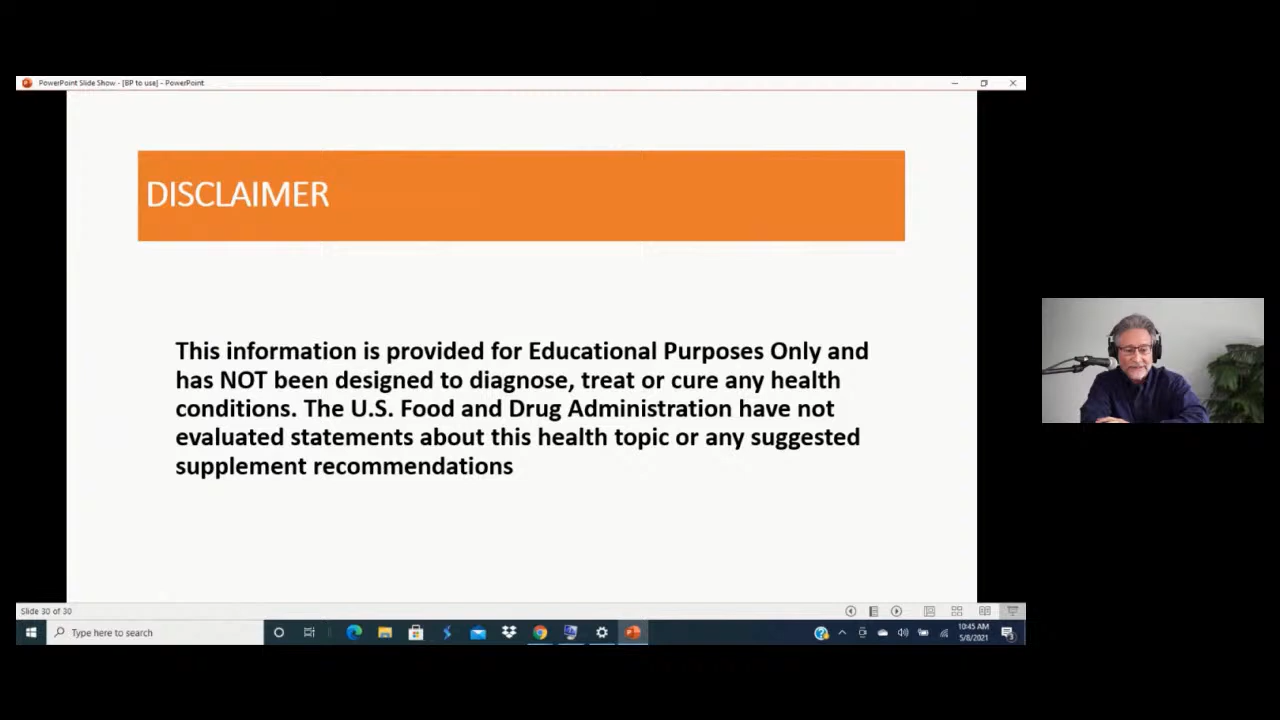 PowerPoint Slide Show - [BP to use] - PowerPoint
DISCLAIMER
This information is provided for Educational Purposes Only and
has NOT been designed to diagnose, treat or cure any health
conditions. The U.S. Food and Drug Administration have not
evaluated statements about this health topic or any suggested
supplement recommendations
Slide 30 of 30
Type here to search
10:45 AM
5/8/2021